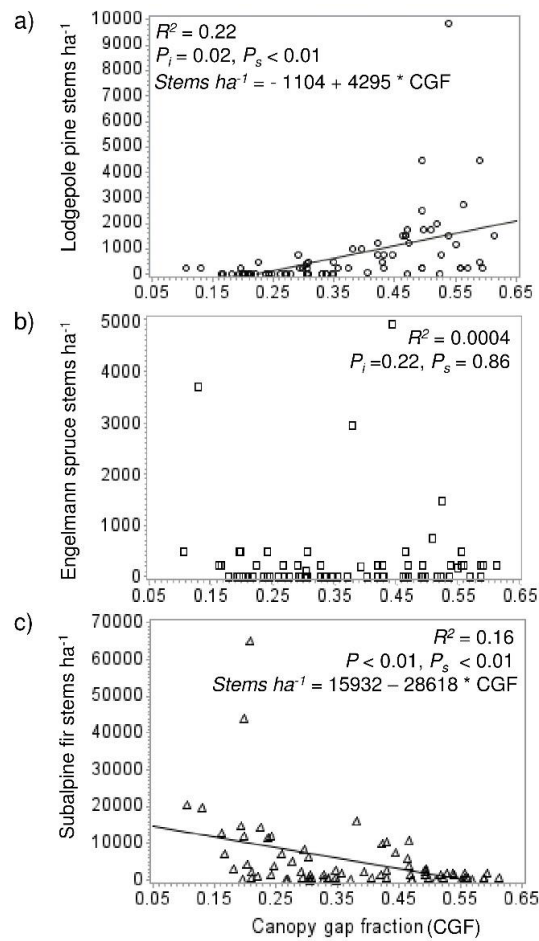 a)
Lodgepole pine stems ha-1
10000
9000
8000
7000
6000
5000
4000
3000
2000
1000
0
R2 = 0.22
Pi = 0.02, Ps < 0.01
Stems ha-1 = - 1104 + 4295 * CGF
0.05 0.15 0.25 0.35 0.45 0.55 0.65
b)
Engelmann spruce stems ha-1
5000
4000
3000
2000
1000
0
R2 = 0.0004
Pi =0.22, Ps = 0.86
0.05 0.15 0.25 0.35 0.45 0.55 0.65
c)
Subalpine fir stems ha-1
70000
60000
50000
40000
30000
20000
10000
0
R2 = 0.16
P < 0.01, Ps < 0.01
Stems ha-1 = 15932 – 28618 * CGF
0.05 0.15 0.25 0.35 0.45 0.55 0.65
Canopy gap fraction (CGF)